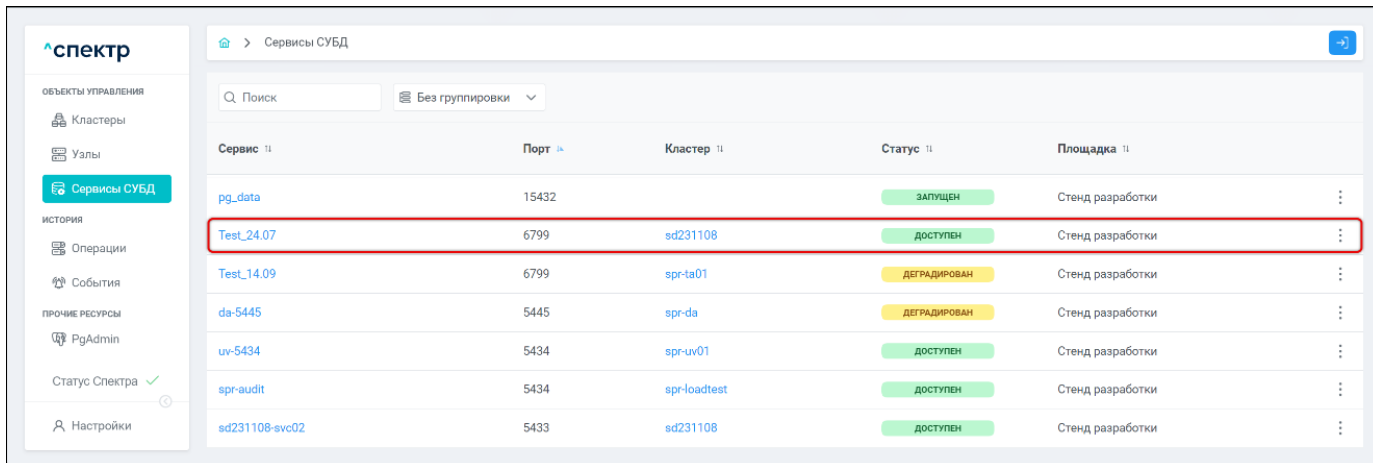 ^спектр
ОБЪЕКТЫ УПРАВЛЕНИЯ
Кластеры
Узлы
Сервисы СУБД
ИСТОРИЯ
Операции
События
ПРОЧИЕ РЕСУРСЫ
PgAdmin
Статус Спектра
Настройки
> Сервисы СУБД
Поиск Без группировки
Сервис Порт Кластер Статус Площадка
pg_data 15432 ЗАПУЩЕН Стенд разработки
Test_24.07 6799 sd231108 ДОСТУПЕН Стенд разработки
Test_14.09 6799 spr-ta01 ДЕГРАДИРОВАН Стенд разработки
da-5445 5445 spr-da ДЕГРАДИРОВАН Стенд разработки
uv-5434 5434 spr-uv01 ДОСТУПЕН Стенд разработки
spr-audit 5434 spr-loadtest ДОСТУПЕН Стенд разработки
sd231108-svc02 5433 sd231108 ДОСТУПЕН Стенд разработки